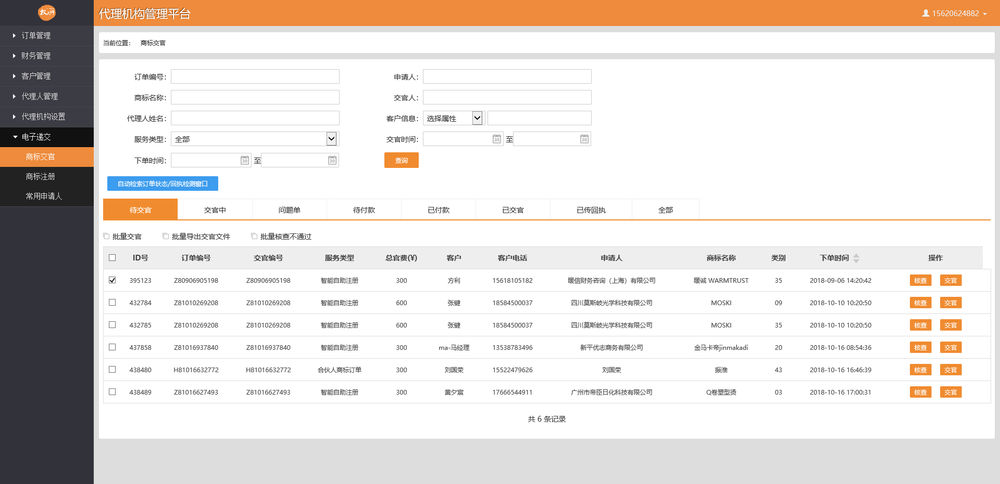 权大师
代理机构管理平台
15620624882
订单管理
财务管理
客户管理
代理人管理
代理机构设置
电子递交
商标交官
商标注册
常用申请人
当前位置： 商标交官
订单编号： 申请人：
商标名称： 交官人：
代理人姓名： 客户信息： 选择属性
服务类型： 全部 交官时间： 30 至 30
下单时间： 30 至 30 查询
自动检索订单状态/回执检测窗口
待交官 交官中 问题单 待付款 已付款 已交官 已传回执 全部
批量交官 批量导出交官文件 批量核查不通过
ID号 订单编号 交官编号 服务类型 总官费(¥) 客户 客户电话 申请人 商标名称 类别 下单时间 操作
395123 Z80906905198 Z80906905198 智能自助注册 300 方利 15618105182 暖信财务咨询（上海）有限公司 暖诚 WARMTRUST 35 2018-09-06 14:20:42 核查 交官
432784 Z81010269208 Z81010269208 智能自助注册 600 张键 18584500037 四川莫斯岐光学科技有限公司 MOSKI 09 2018-10-10 10:20:50 核查 交官
432785 Z81010269208 Z81010269208 智能自助注册 600 张键 18584500037 四川莫斯岐光学科技有限公司 MOSKI 35 2018-10-10 10:20:50 核查 交官
437858 Z81016937840 Z81016937840 智能自助注册 300 ma-马经理 13538783496 新平优志商务有限公司 金马卡帝jinmakadi 20 2018-10-16 08:54:36 核查 交官
438480 H81016632772 H81016632772 合伙人商标订单 300 刘国荣 15522479626 刘国荣 振淮 43 2018-10-16 16:46:39 核查 交官
438489 Z81016627493 Z81016627493 智能自助注册 300 黄夕宸 17666544911 广州市帝臣日化科技有限公司 Q卷塑型烫 03 2018-10-16 17:00:31 核查 交官
共 6 条记录